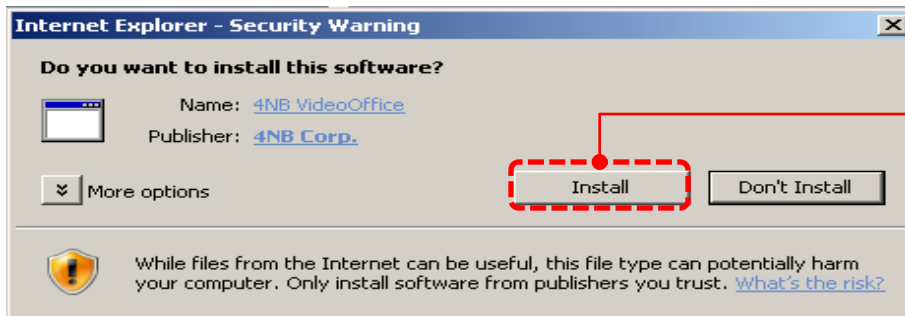 Internet Explorer - Security Warning
Do you want to install this software?
Name: 4NB VideoOffice
Publisher: 4NB Corp.
More options
Install
Don't Install
While files from the Internet can be useful, this file type can potentially harm
your computer. Only install software from publishers you trust. What's the risk?